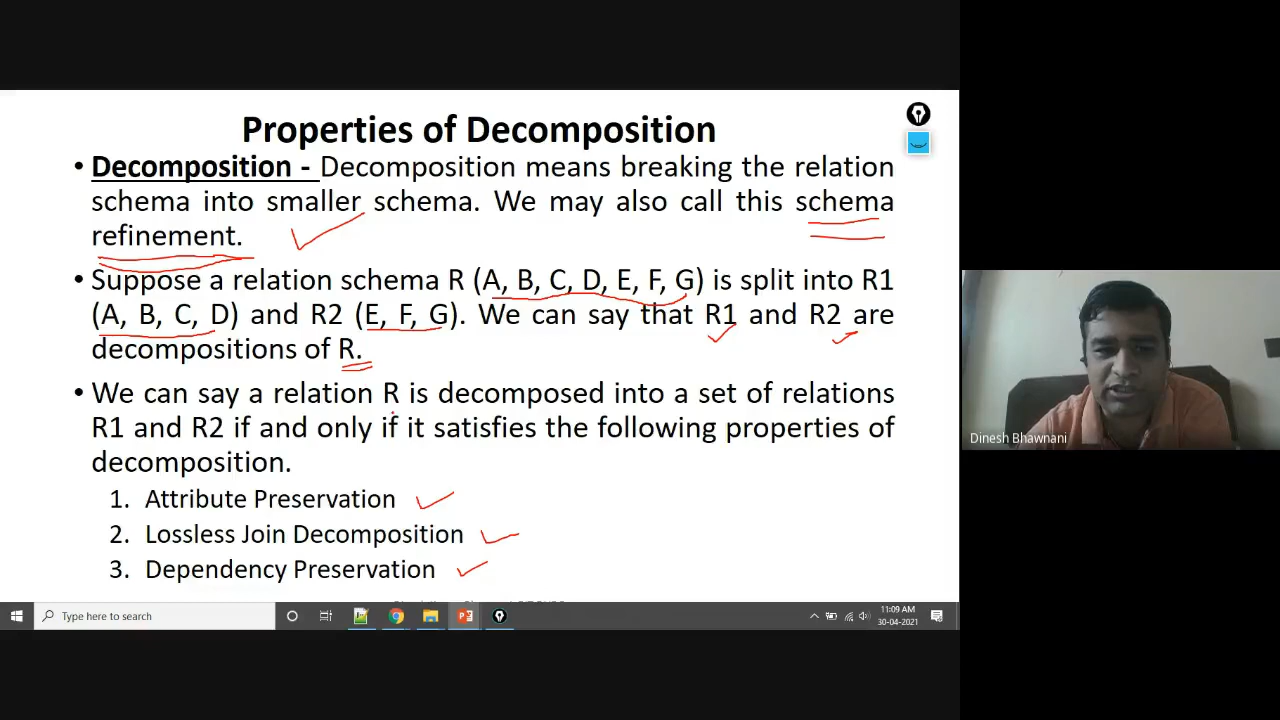 Properties of Decomposition
• Decomposition - Decomposition means breaking the relation
schema into smaller schema. We may also call this schema
refinement.
• Suppose a relation schema R (A, B, C, D, E, F, G) is split into R1
(A, B, C, D) and R2 (E, F, G). We can say that R1 and R2 are
decompositions of R.
• We can say a relation R is decomposed into a set of relations
R1 and R2 if and only if it satisfies the following properties of
decomposition.
1. Attribute Preservation
2. Lossless Join Decomposition
3. Dependency Preservation
Dinesh Bhawnani
Type here to search
11:09 AM
30-04-2021